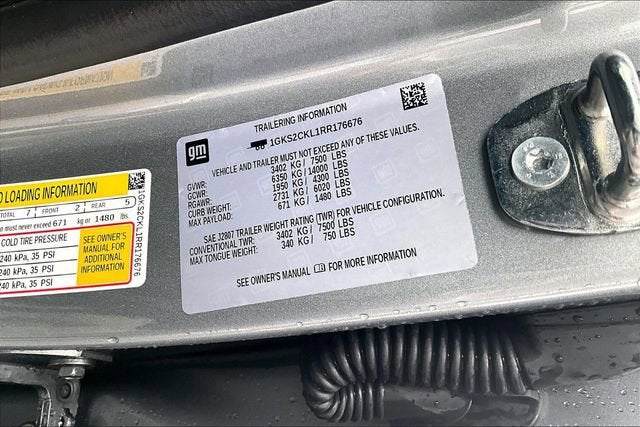 gm
TRAILERING INFORMATION
1GKS2CKL1RR176676
VEHICLE AND TRAILER MUST NOT EXCEED ANY OF THESE VALUES.
GVWR: 3402 KG/ 7500 LBS
GCWR: 6350 KG/ 14000 LBS
RGAWR: 1950 KG/ 4300 LBS
CURB WEIGHT: 2731 KG/ 6020 LBS
MAX PAYLOAD: 671 KG/ 1480 LBS
SAE J2807 TRAILER WEIGHT RATING (TWR) FOR VEHICLE CONFIGURATION.
CONVENTIONAL TWR: 3402 KG/ 7500 LBS
MAX TONGUE WEIGHT: 340 KG/ 750 LBS
SEE OWNER'S MANUAL FOR MORE INFORMATION
LOADING INFORMATION
TOTAL 7 FRONT 2 REAR 5
must never exceed 671 kg or 1480 lbs
COLD TIRE PRESSURE
240 kPa, 35 PSI
240 kPa, 35 PSI
240 kPa, 35 PSI
SEE OWNER'S
MANUAL FOR
ADDITIONAL
INFORMATION
1GKS2CKL1RR176676